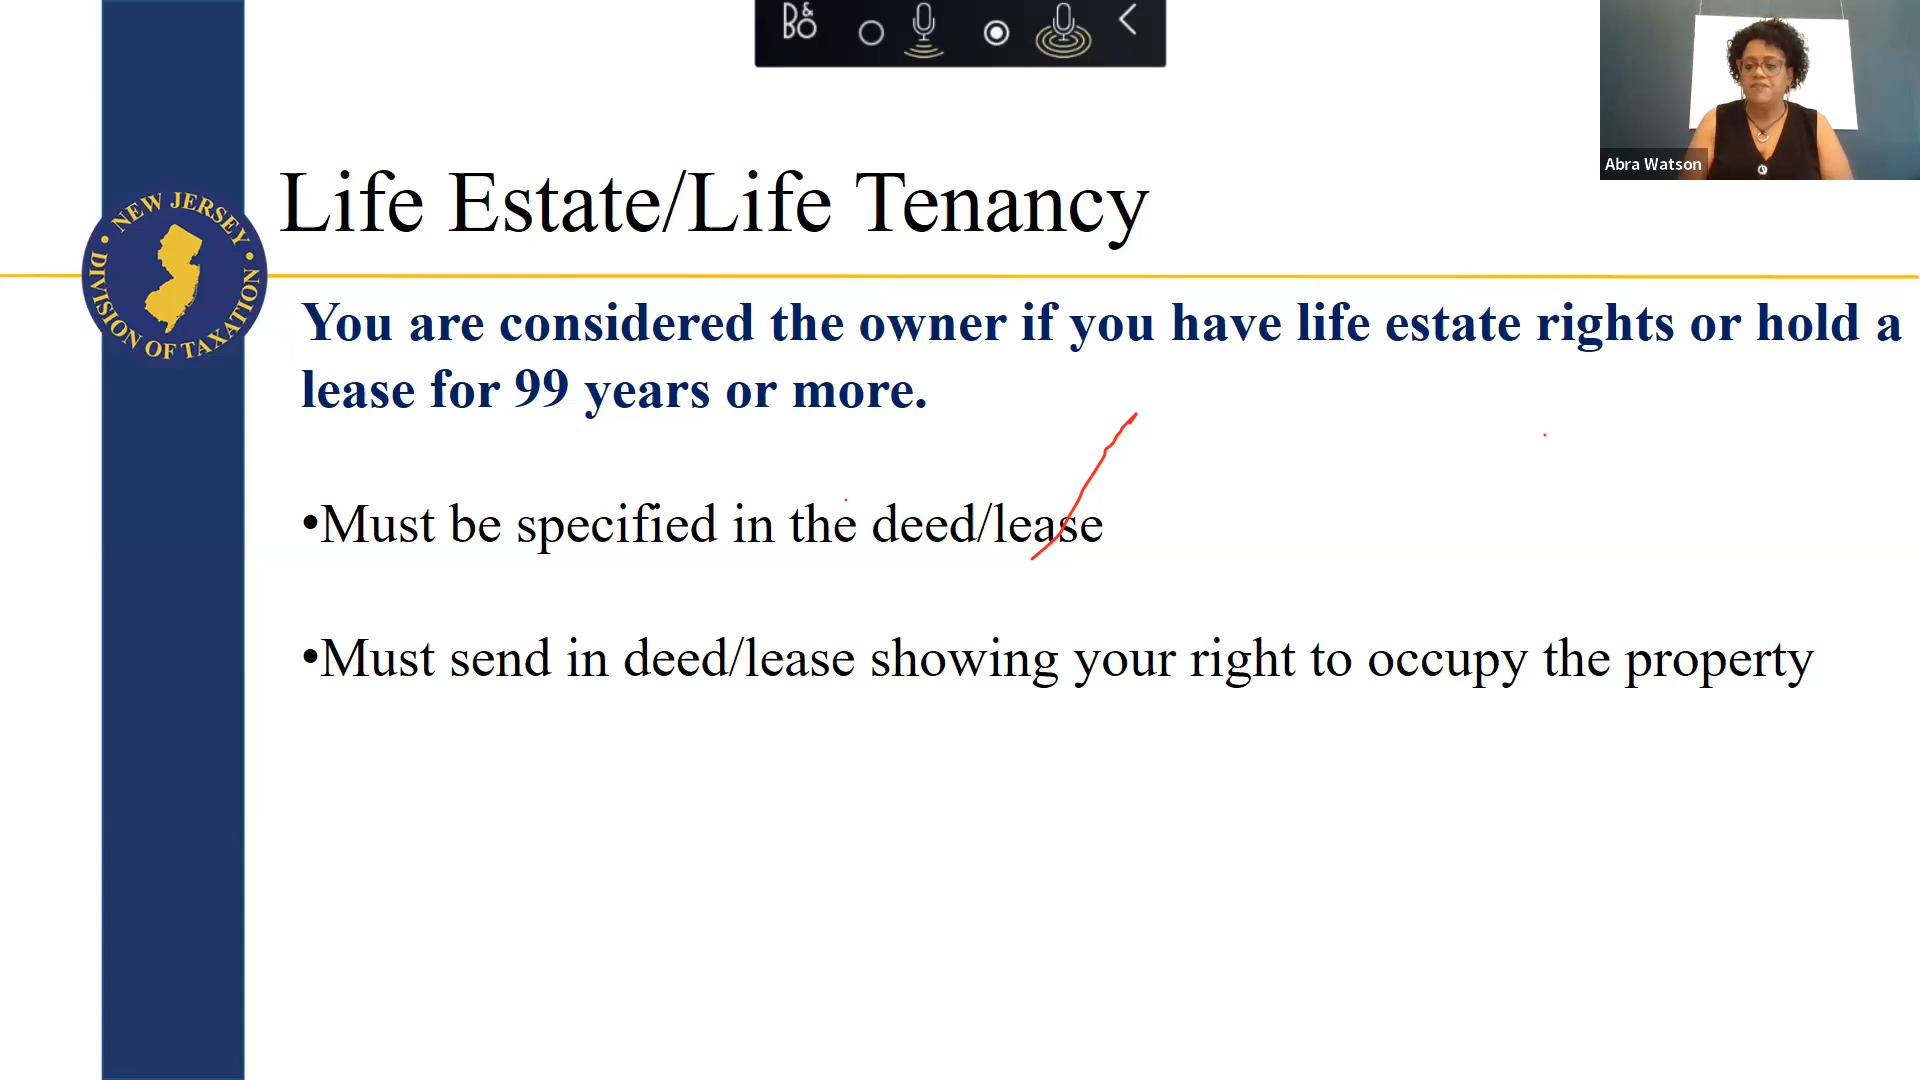 B&O
Abra Watson
NEW JERSEY
DIVISION OF TAXATION
Life Estate/Life Tenancy
You are considered the owner if you have life estate rights or hold a
lease for 99 years or more.
•Must be specified in the deed/lease
•Must send in deed/lease showing your right to occupy the property